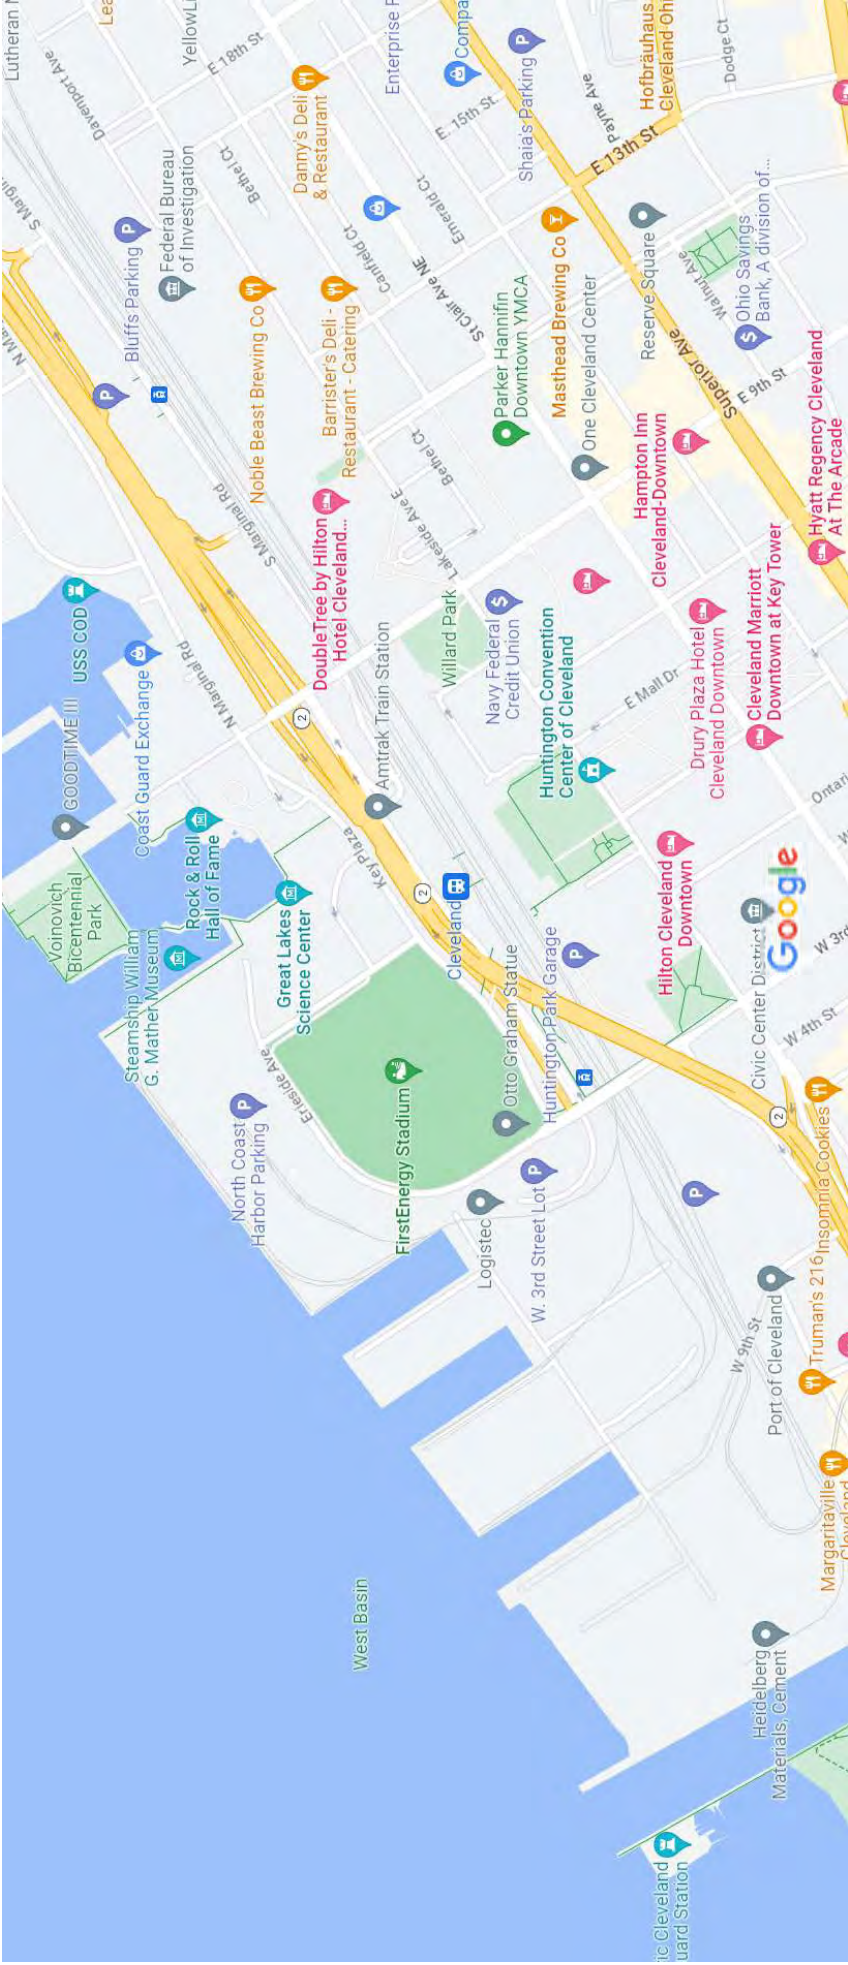 Lutheran
Davenport Ave
YellowLi
E 18th St
Enterprise
Compa
Shaia's Parking
Payne Ave
Hofbräuhaus
Cleveland Ohi
Dodge Ct
E 15th St
E 13th St
Danny's Deli
& Restaurant
Bethel Ct
Federal Bureau
of Investigation
S Margin
Bluffs Parking
Canfield Ct
Emerald Ct
St Clair Ave NE
Masthead Brewing Co
Reserve Square
Walnut Ave
Ohio Savings
Bank, A division of...
Noble Beast Brewing Co
Barrister's Deli -
Restaurant - Catering
Parker Hannifin
Downtown YMCA
One Cleveland Center
Superior Ave
E 9th St
Hyatt Regency Cleveland
At The Arcade
Hampton Inn
Cleveland-Downtown
Bethel Ct
Lakeside Ave E
S Marginal Rd
DoubleTree by Hilton
Hotel Cleveland...
Willard Park
Navy Federal
Credit Union
Huntington Convention
Center of Cleveland
E Mall Dr
Drury Plaza Hotel
Cleveland Downtown
Cleveland Marriott
Downtown at Key Tower
USS COD
N Marginal Rd
GOODTIME III
Coast Guard Exchange
2
Amtrak Train Station
Key Plaza
Rock & Roll
Hall of Fame
Voinovich
Bicentennial
Park
Steamship William
G. Mather Museum
Great Lakes
Science Center
2
Cleveland
Otto Graham Statue
Huntington Park Garage
Hilton Cleveland
Downtown
Ontari
Google
Civic Center District
W 3rd
W 4th St
Erieside Ave
North Coast
Harbor Parking
FirstEnergy Stadium
Logistec
W. 3rd Street Lot
2
Insomnia Cookies
Truman's 216
W 9th St
Port of Cleveland
Margaritaville
Cleveland
West Basin
Heidelberg
Materials, Cement
ic Cleveland
uard Station